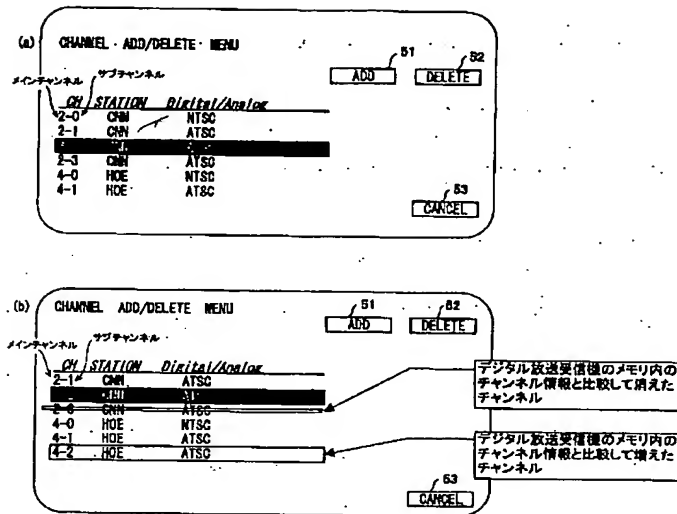 (a) CHANNEL ADD/DELETE MENU
51
52
ADD DELETE
メインチャンネル サブチャンネル
CH STATION Digital/Analog
2-0 CNN NTSC
2-1 CNN ATSC
2-3 CNN ATSC
4-0 HOE NTSC
4-1 HOE ATSC
53
CANCEL
(b) CHANNEL ADD/DELETE MENU
51
52
ADD DELETE
メインチャンネル サブチャンネル
CH STATION Digital/Analog
2-1 CNN ATSC
CNN ATSC
4-0 HOE NTSC
4-1 HOE ATSC
4-2 HOE ATSC
デジタル放送受信機のメモリ内の
チャンネル情報と比較して消えた
チャンネル
デジタル放送受信機のメモリ内の
チャンネル情報と比較して増えた
チャンネル
53
CANCEL